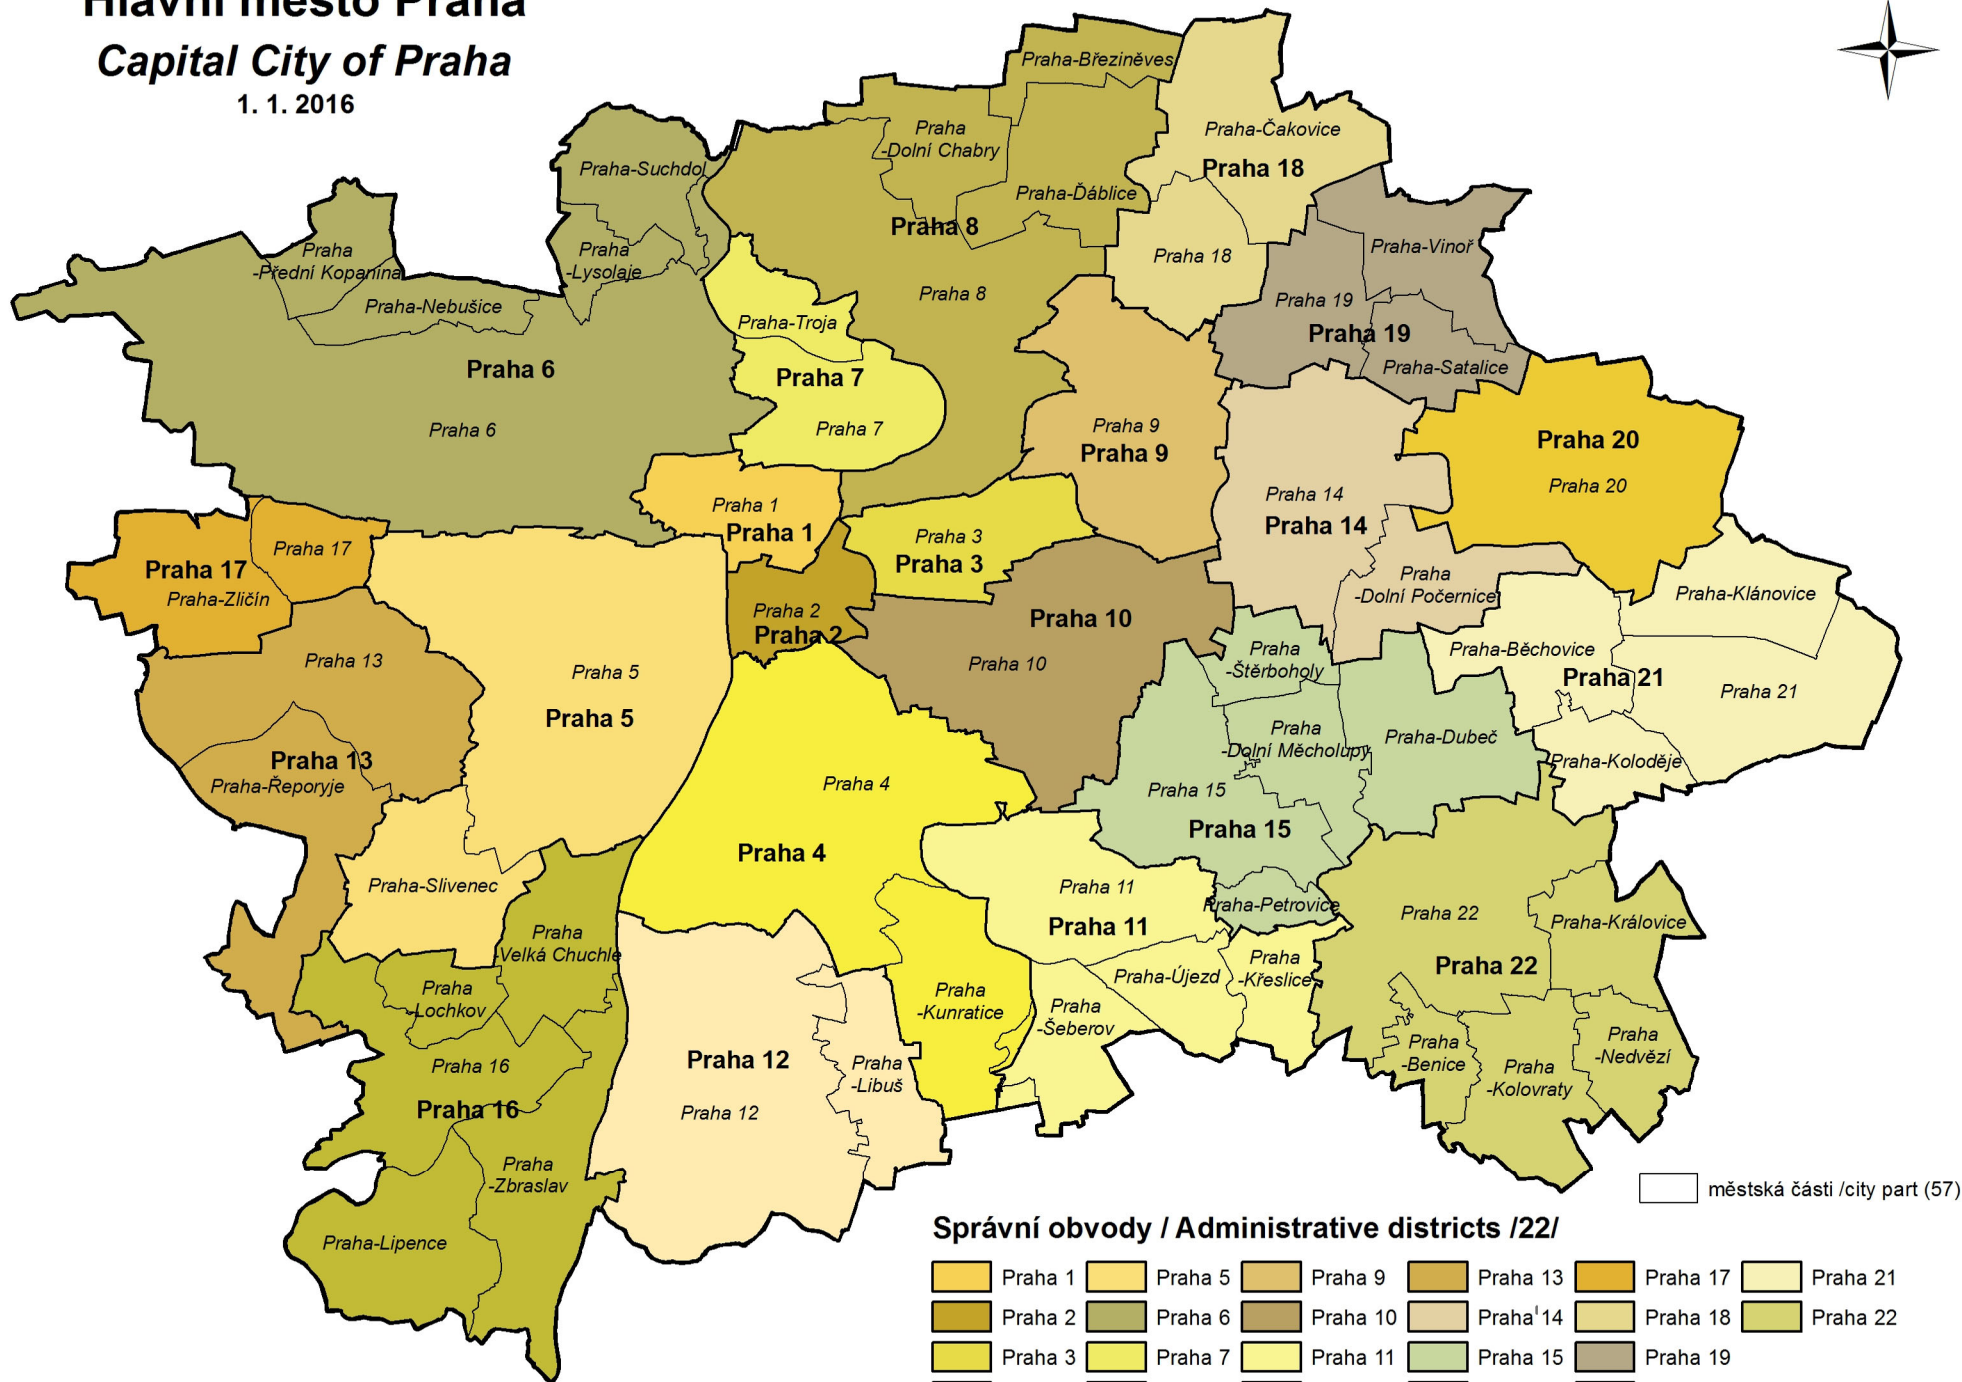 Hlavní město Praha
Capital City of Praha
1. 1. 2016
Praha-Březiněves
Praha
-Dolní Chabry
Praha-Čakovice
Praha 18
Praha-Suchdol
Praha-Ďáblice
Praha 8
Praha
-Přední Kopanina
Praha
-Lysolaje
Praha 18
Praha-Vinoř
Praha-Nebušice
Praha 8
Praha 19
Praha-Troja
Praha 19
Praha 6
Praha 7
Praha-Satalice
Praha 6
Praha 7
Praha 9
Praha 9
Praha 20
Praha 20
Praha 1
Praha 1
Praha 14
Praha 14
Praha 3
Praha 3
Praha 17
Praha 17
Praha-Zličín
Praha
-Dolní Počernice
Praha-Klánovice
Praha 2
Praha 2
Praha 10
Praha 10
Praha 13
Praha 5
Praha 5
Praha
-Štěrboholy
Praha-Běchovice
Praha 21
Praha 21
Praha 13
Praha-Řeporyje
Praha
-Dolní Měcholupy
Praha-Dubeč
Praha-Koloděje
Praha 4
Praha 4
Praha 15
Praha 15
Praha-Slivenec
Praha 11
Praha 11
Praha-Petrovice
Praha 22
Praha 22
Praha-Královice
Praha
-Velká Chuchle
Praha
-Lochkov
Praha
-Kunratice
Praha-Újezd
Praha
-Křeslice
Praha
-Šeberov
Praha 16
Praha 16
Praha 12
Praha 12
Praha
-Libuš
Praha
-Benice
Praha
-Kolovraty
Praha
-Nedvězí
Praha
-Zbraslav
Praha-Lipence
městská části /city part (57)
Správní obvody / Administrative districts /22/
Praha 1 Praha 5 Praha 9 Praha 13 Praha 17 Praha 21
Praha 2 Praha 6 Praha 10 Praha 14 Praha 18 Praha 22
Praha 3 Praha 7 Praha 11 Praha 15 Praha 19